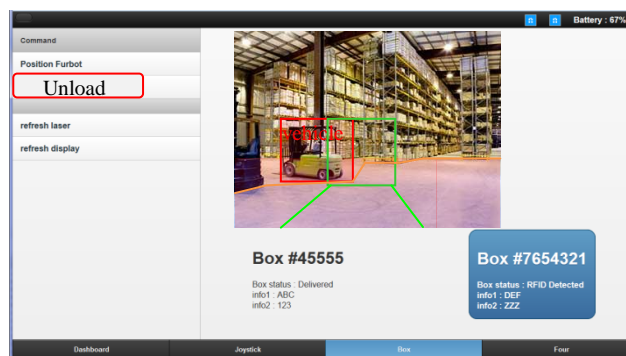 Battery : 67%
Command
Position Furbot
Unload
refresh laser
refresh display
vehicle
Box #45555
Box status : Delivered
info1 : ABC
info2 : 123
Box #7654321
Box status : RFID Detected
info1 : DEF
info2 : ZZZ
Dashboard
Joystick
Box
Four